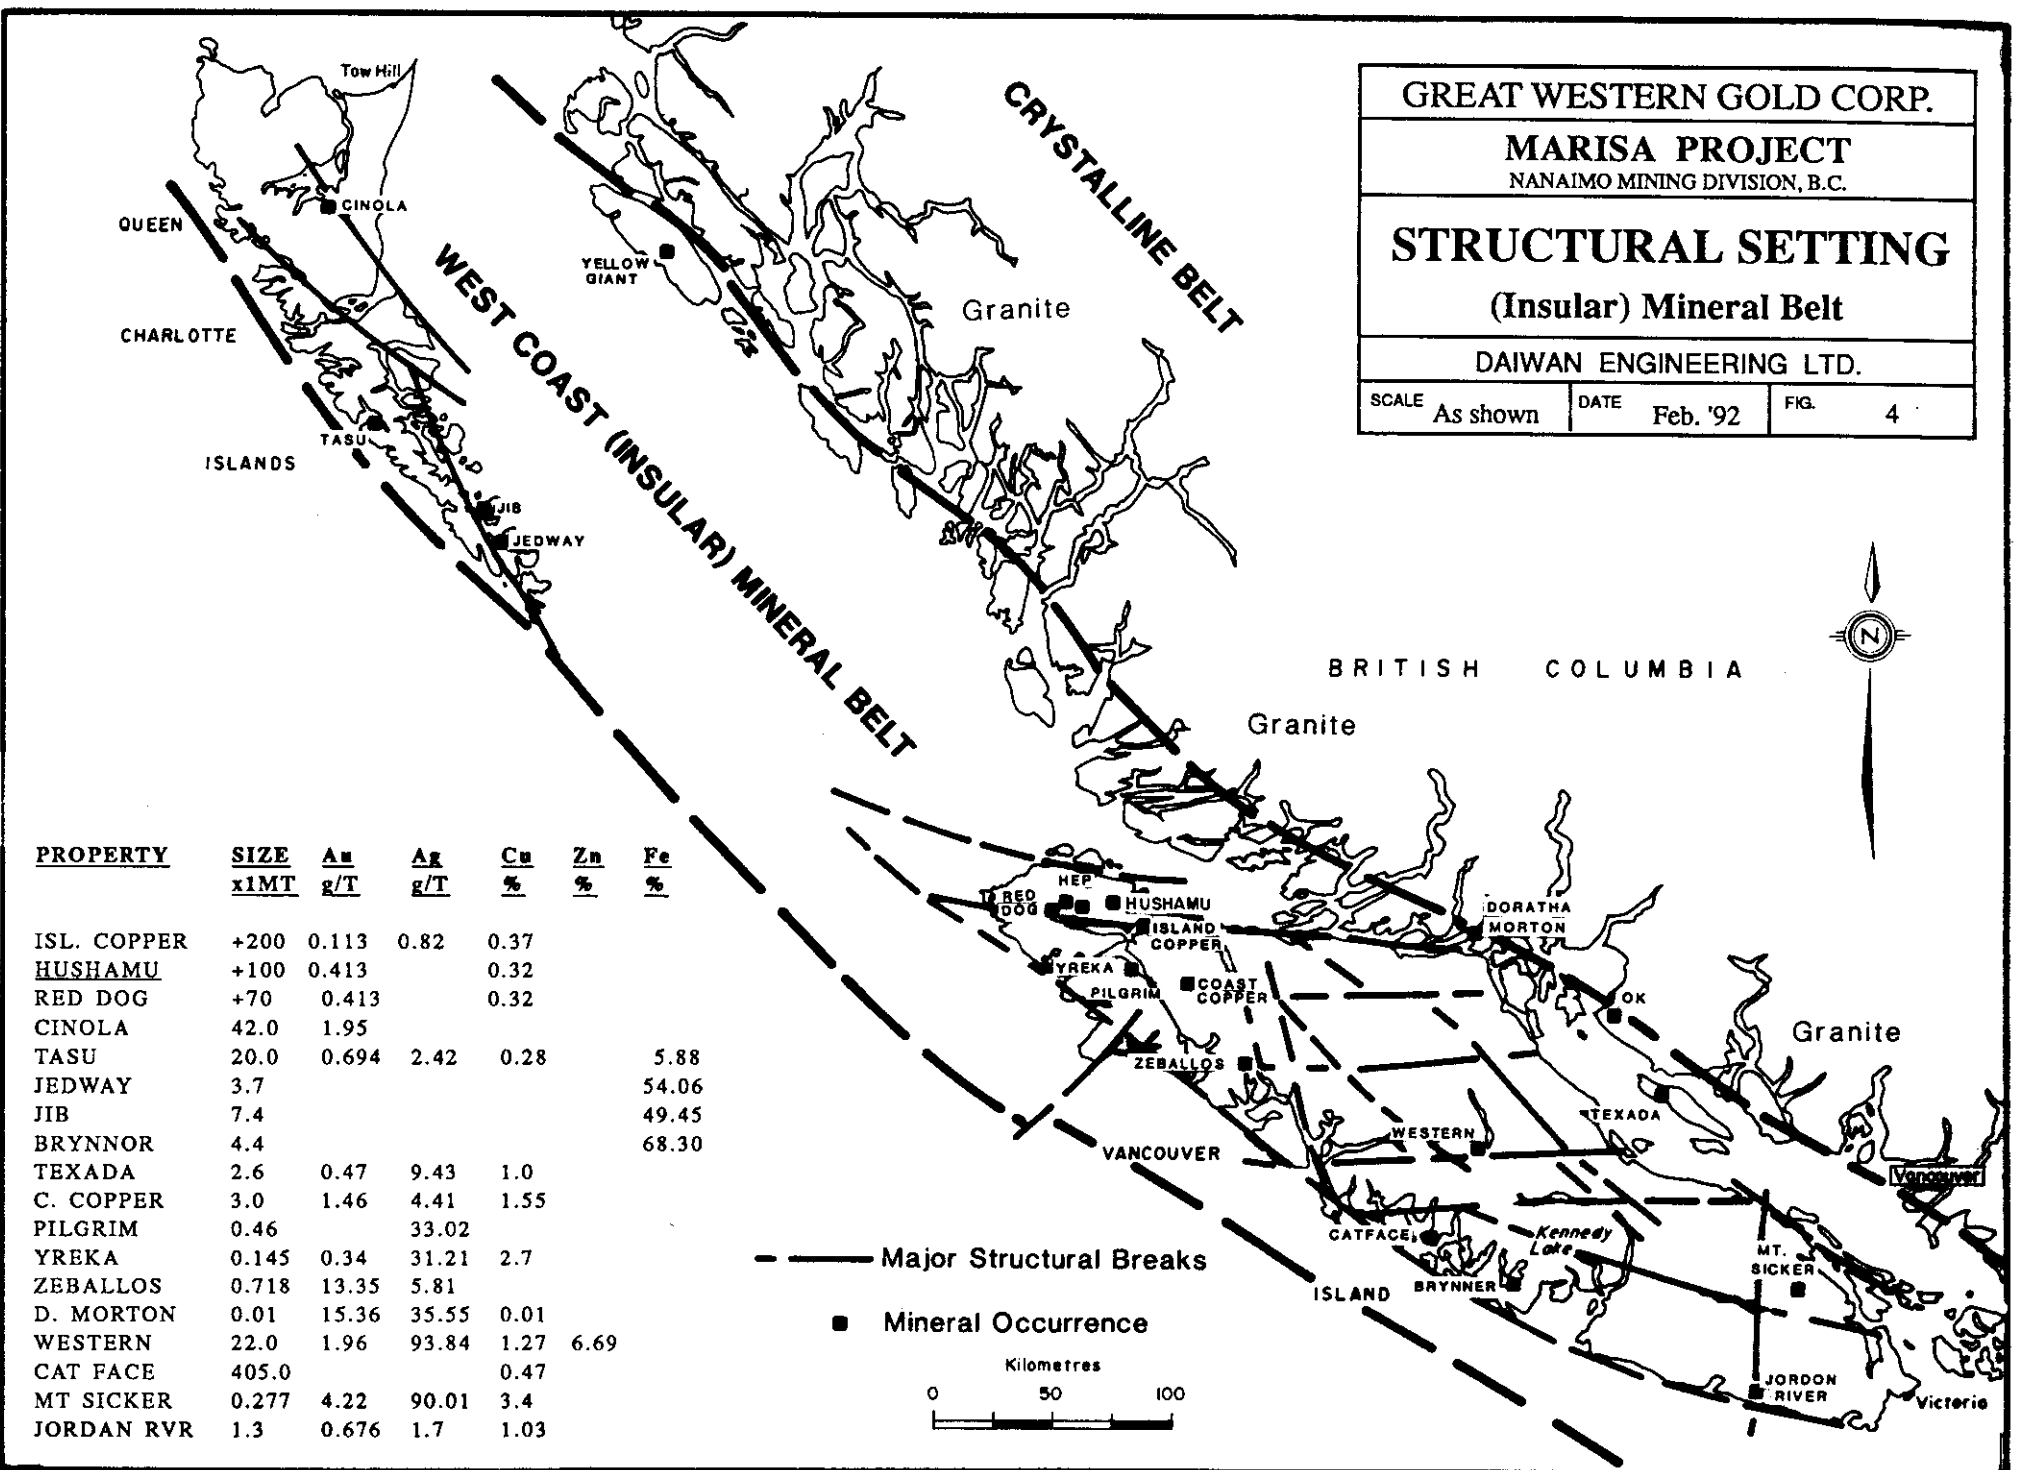 GREAT WESTERN GOLD CORP.
MARISA PROJECT
NANAIMO MINING DIVISION, B.C.
STRUCTURAL SETTING
(Insular) Mineral Belt
DAIWAN ENGINEERING LTD.
SCALE As shown DATE Feb. '92 FIG. 4
Tow Hill
CINOLA
QUEEN
CHARLOTTE
ISLANDS
TASU
JIB
JEDWAY
YELLOW
GIANT
WEST COAST (INSULAR) MINERAL BELT
CRYSTALLINE BELT
Granite
BRITISH COLUMBIA
Granite
N
HEP
RED
DOG
HUSHAMU
ISLAND
COPPER
YREKA
PILGRIM
COAST
COPPER
ZEBALLOS
DORATHA
MORTON
OK
Granite
TEXADA
WESTERN
VANCOUVER
ISLAND
Vancouver
CATFACE
Kennedy
Lake
BRYNNER
MT.
SICKER
JORDON
RIVER
Victoria
PROPERTY SIZE Au Ag Cu Zn Fe
x1MT g/T g/T % % %
ISL. COPPER +200 0.113 0.82 0.37
HUSHAMU +100 0.413 0.32
RED DOG +70 0.413 0.32
CINOLA 42.0 1.95
TASU 20.0 0.694 2.42 0.28 5.88
JEDWAY 3.7 54.06
JIB 7.4 49.45
BRYNNOR 4.4 68.30
TEXADA 2.6 0.47 9.43 1.0
C. COPPER 3.0 1.46 4.41 1.55
PILGRIM 0.46 33.02
YREKA 0.145 0.34 31.21 2.7
ZEBALLOS 0.718 13.35 5.81
D. MORTON 0.01 15.36 35.55 0.01
WESTERN 22.0 1.96 93.84 1.27 6.69
CAT FACE 405.0 0.47
MT SICKER 0.277 4.22 90.01 3.4
JORDAN RVR 1.3 0.676 1.7 1.03
Major Structural Breaks
Mineral Occurrence
Kilometres
0 50 100